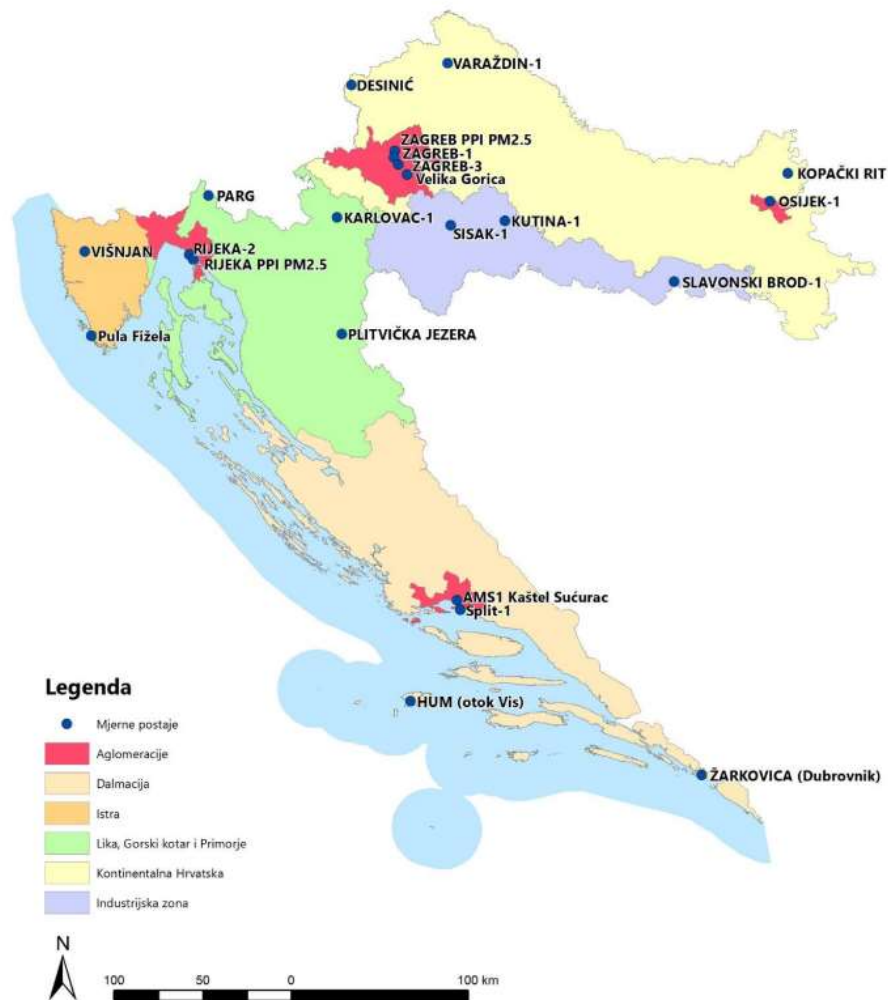 VARAŽDIN-1
DESINIĆ
ZAGREB PPI PM2.5
ZAGREB-1
ZAGREB-3
Velika Gorica
KOPAČKI RIT
OSIJEK-1
PARG
KARLOVAC-1
KUTINA-1
SISAK-1
VIŠNJAN
RIJEKA-2
RIJEKA PPI PM2.5
SLAVONSKI BROD-1
Pula Fižela
PLITVIČKA JEZERA
AMS1 Kaštel Sućurac
Split-1
HUM (otok Vis)
ŽARKOVICA (Dubrovnik)
Legenda
Mjerne postaje
Aglomeracije
Dalmacija
Istra
Lika, Gorski kotar i Primorje
Kontinentalna Hrvatska
Industrijska zona
N
100 50 0 100 km